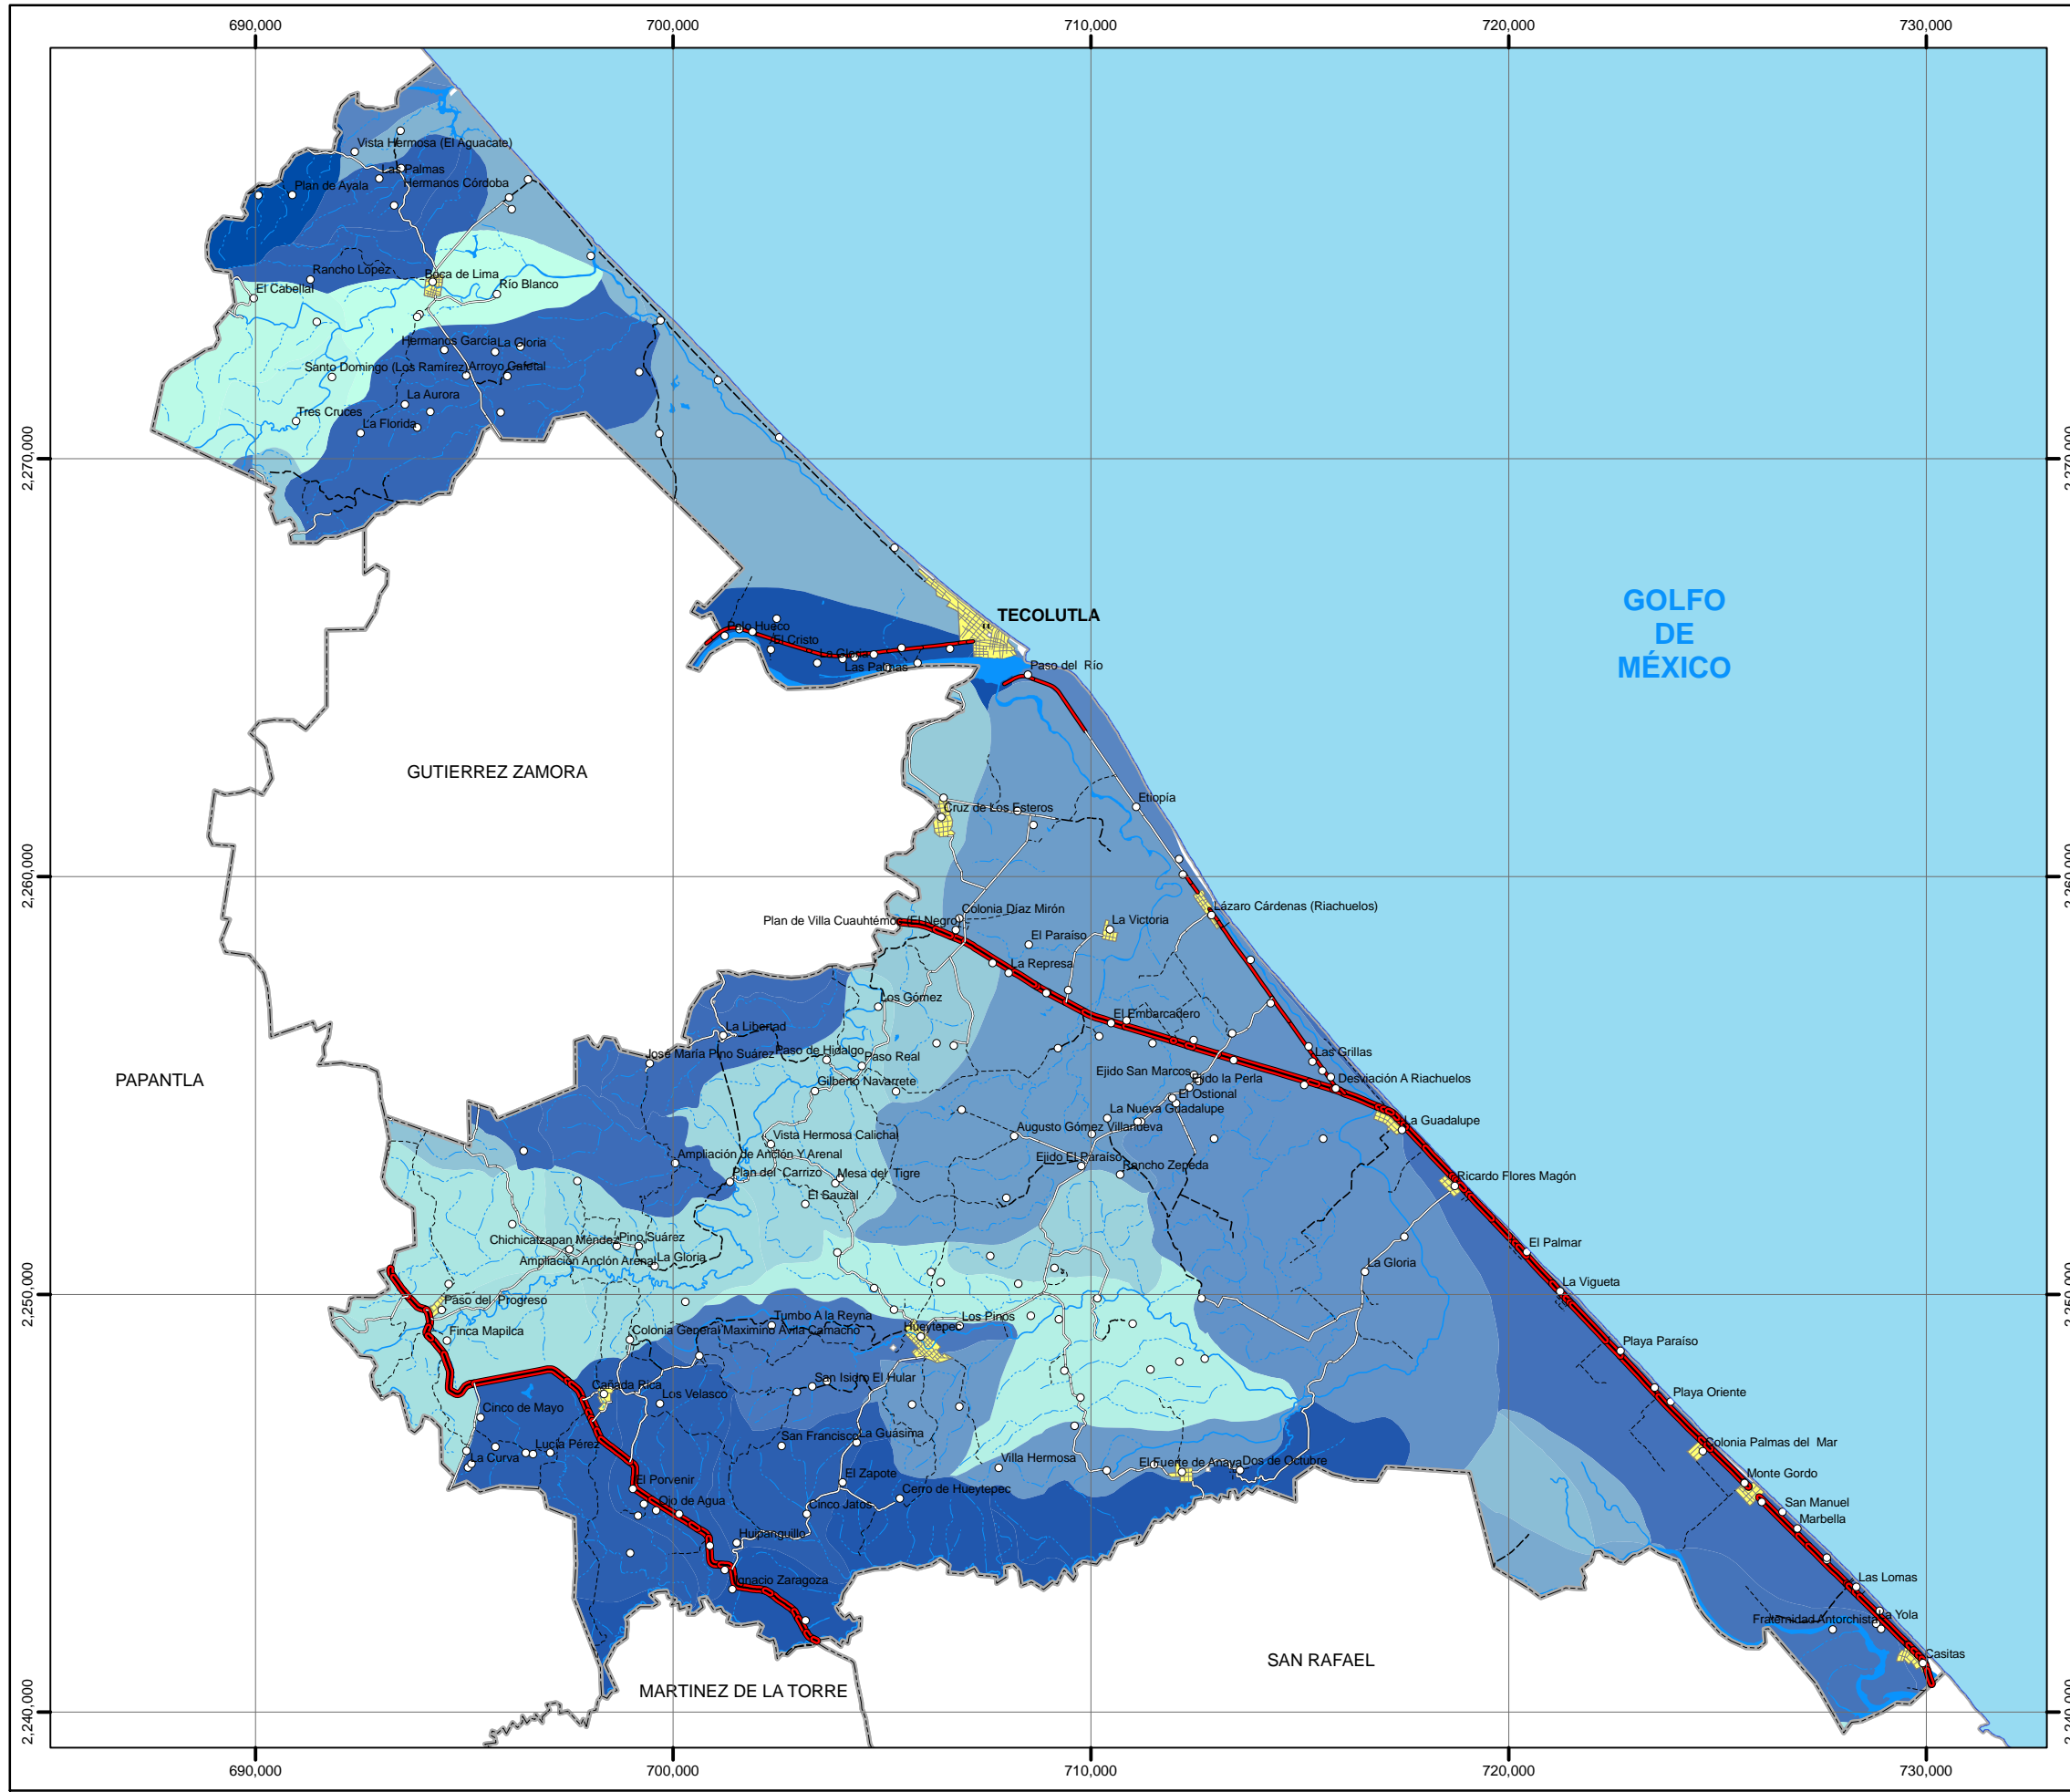 690,000
700,000
710,000
720,000
730,000
Vista Hermosa (El Aguacate)
Las Palmas
Hermanos Córdoba
Plan de Ayala
Rancho López
Boca de Lima
El Cabellal
Río Blanco
Hermanos García
La Gloria
Santo Domingo (Los Ramírez)
Arroyo Gafetal
La Aurora
Tres Cruces
La Florida
2,270,000
2,270,000
GOLFO
DE
MÉXICO
TECOLUTLA
Palo Hueco
El Cristo
La Gloria
Las Palmas
Paso del Río
GUTIERREZ ZAMORA
Etiopía
Cruz de Los Esteros
2,260,000
2,260,000
Lázaro Cárdenas (Riachuelos)
Colonia Díaz Mirón
Plan de Villa Cuauhtémoc (El Negro)
La Victoria
El Paraíso
La Represa
Los Gómez
El Embarcadero
La Libertad
José María Pino Suárez
Paso de Hidalgo
Paso Real
Las Grillas
PAPANTLA
Gilberto Navarrete
Ejido San Marcos
Ejido la Perla
Desviación A Riachuelos
El Ostional
La Nueva Guadalupe
La Guadalupe
Augusto Gómez Villanueva
Vista Hermosa Calichal
Ampliación de Anclón Y Arenal
Ejido El Paraíso
Rancho Zepeda
Plan del Carrizo
Mesa del Tigre
Ricardo Flores Magón
El Sauzal
Chichicatzapan Méndez
Pino Suárez
El Palmar
Ampliación Anclón Arenal
La Gloria
La Gloria
La Vigueta
2,250,000
2,250,000
Paso del Progreso
Tumbo A la Reyna
Los Pinos
Hueytepec
Finca Mapilca
Colonia General Maximino Avila Camacho
Playa Paraíso
Cañada Rica
San Isidro El Hular
Los Velasco
Playa Oriente
Cinco de Mayo
San Francisco
La Guásima
Lucía Pérez
Colonia Palmas del Mar
La Curva
Villa Hermosa
El Fuerte de Anaya
Dos de Octubre
El Porvenir
El Zapote
Monte Gordo
Ojo de Agua
Cinco Jatos
Cerro de Hueytepec
San Manuel
Marbella
Huipanguillo
Ignacio Zaragoza
Las Lomas
Fraternidad Antorchista
La Yola
Casitas
SAN RAFAEL
MARTINEZ DE LA TORRE
2,240,000
2,240,000
690,000
700,000
710,000
720,000
730,000